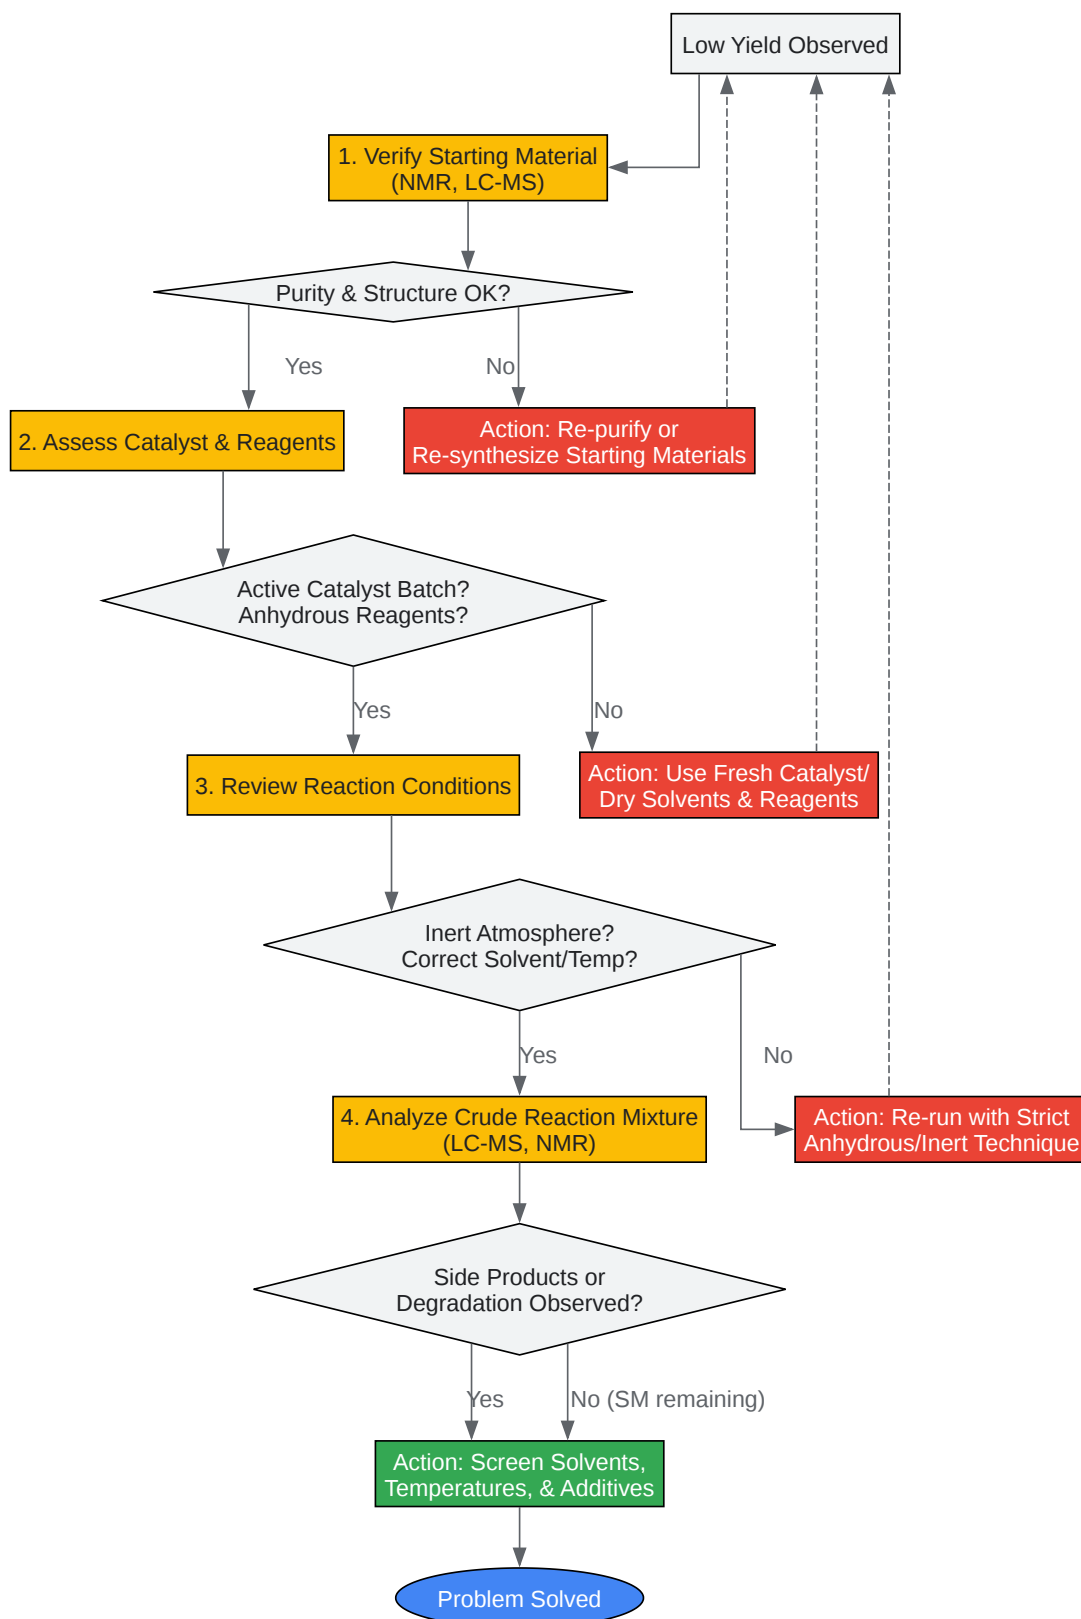 Low Yield Observed
1. Verify Starting Material
(NMR, LC-MS)
Purity & Structure OK?
Yes
No
2. Assess Catalyst & Reagents
Action: Re-purify or
Re-synthesize Starting Materials
Active Catalyst Batch?
Anhydrous Reagents?
Yes
No
3. Review Reaction Conditions
Action: Use Fresh Catalyst/
Dry Solvents & Reagents
Inert Atmosphere?
Correct Solvent/Temp?
Yes
No
4. Analyze Crude Reaction Mixture
(LC-MS, NMR)
Action: Re-run with Strict
Anhydrous/Inert Technique
Side Products or
Degradation Observed?
Yes
No (SM remaining)
Action: Screen Solvents,
Temperatures, & Additives
Problem Solved